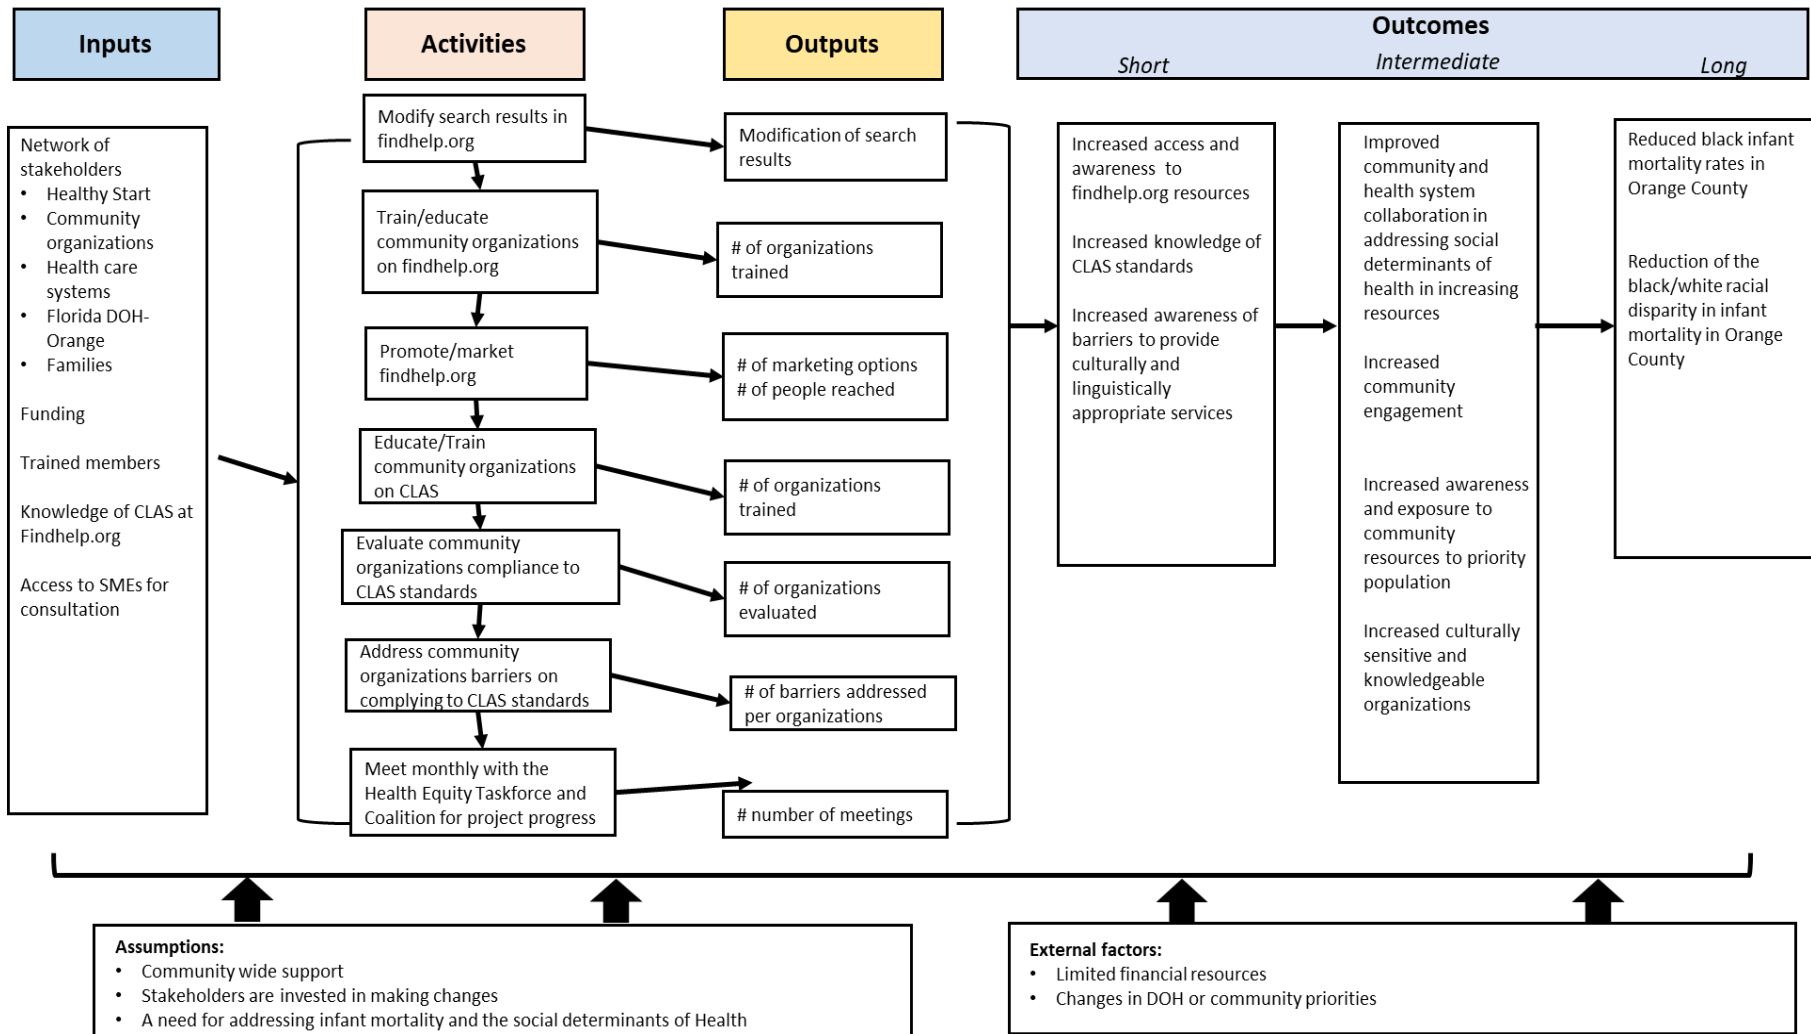 Inputs
Activities
Outputs
Outcomes
Short
Intermediate
Long
Network of
stakeholders
• Healthy Start
• Community
organizations
• Health care
systems
• Florida DOH-
Orange
• Families
Funding
Trained members
Knowledge of CLAS at
Findhelp.org
Access to SMEs for
consultation
Modify search results in
findhelp.org
Train/educate
community organizations
on findhelp.org
Promote/market
findhelp.org
Educate/Train
community organizations
on CLAS
Evaluate community
organizations compliance to
CLAS standards
Address community
organizations barriers on
complying to CLAS standards
Meet monthly with the
Health Equity Taskforce and
Coalition for project progress
Modification of search
results
# of organizations
trained
# of marketing options
# of people reached
# of organizations
trained
# of organizations
evaluated
# of barriers addressed
per organizations
# number of meetings
Increased access and
awareness to
findhelp.org resources
Increased knowledge of
CLAS standards
Increased awareness of
barriers to provide
culturally and
linguistically
appropriate services
Improved
community and
health system
collaboration in
addressing social
determinants of
health in increasing
resources
Increased
community
engagement
Increased awareness
and exposure to
community
resources to priority
population
Increased culturally
sensitive and
knowledgeable
organizations
Reduced black infant
mortality rates in
Orange County
Reduction of the
black/white racial
disparity in infant
mortality in Orange
County
Assumptions:
• Community wide support
• Stakeholders are invested in making changes
• A need for addressing infant mortality and the social determinants of Health
External factors:
• Limited financial resources
• Changes in DOH or community priorities